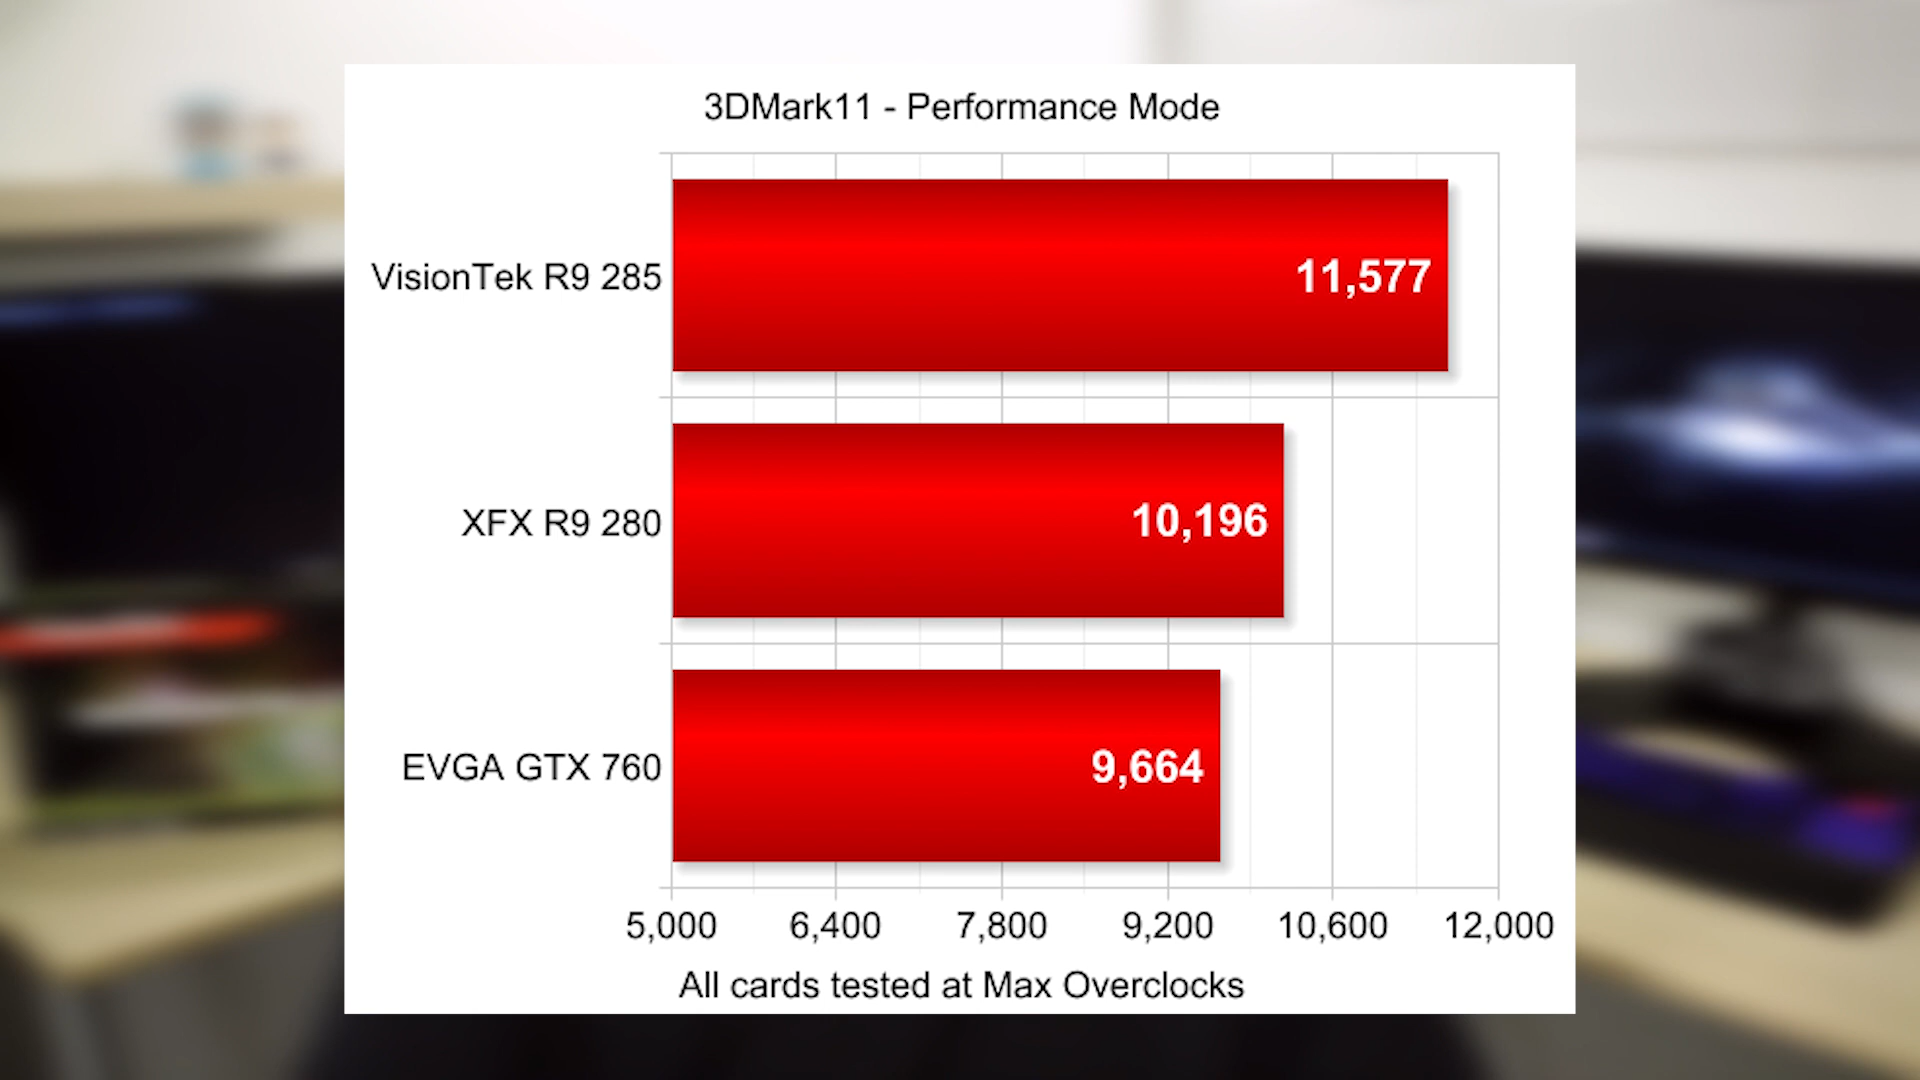 3DMark11 - Performance Mode
VisionTek R9 285
11,577
XFX R9 280
10,196
EVGA GTX 760
9,664
5,000 6,400 7,800 9,200 10,600 12,000
All cards tested at Max Overclocks